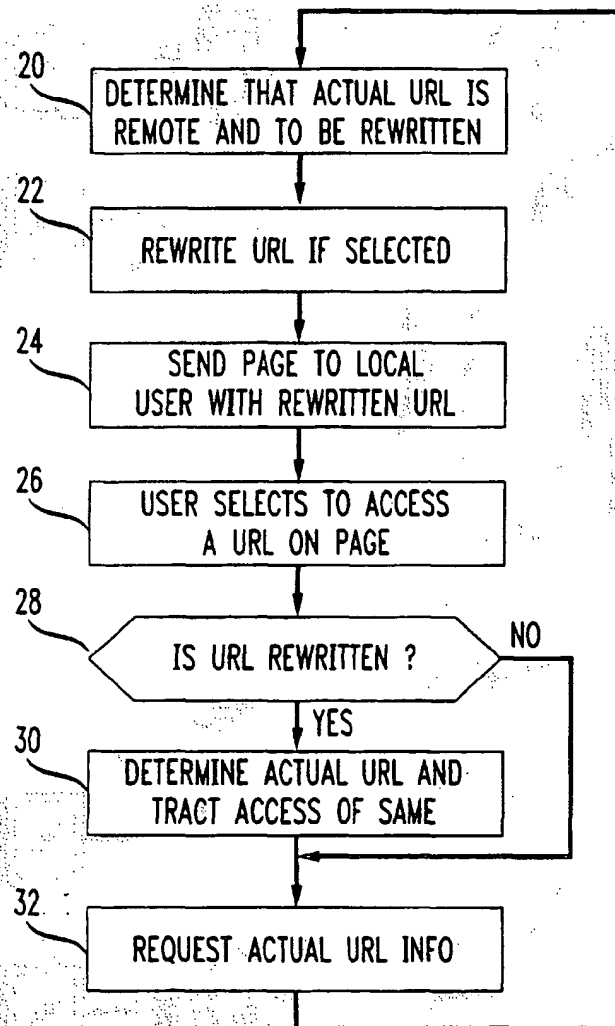 20
DETERMINE THAT ACTUAL URL IS
REMOTE AND TO BE REWRITTEN
22
REWRITE URL IF SELECTED
24
SEND PAGE TO LOCAL
USER WITH REWRITTEN URL
26
USER SELECTS TO ACCESS
A URL ON PAGE
28
IS URL REWRITTEN ?
NO
YES
30
DETERMINE ACTUAL URL AND
TRACT ACCESS OF SAME
32
REQUEST ACTUAL URL INFO